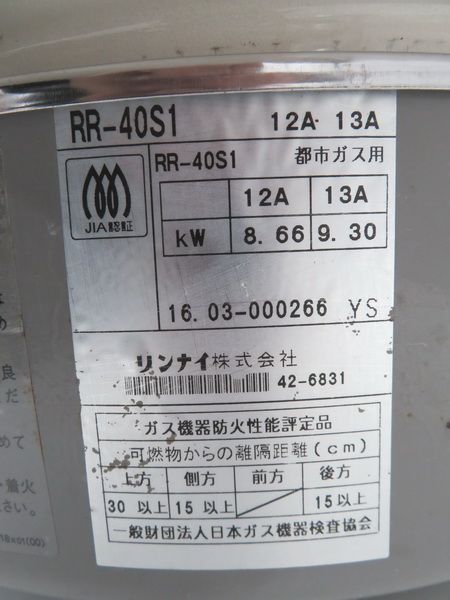 RR-40S1 12A 13A
JIA認証
RR-40S1 都市ガス用
12A 13A
kW 8.66 9.30
16.03-000266 YS
リンナイ株式会社
42-6831
ガス機器防火性能評定品
可燃物からの離隔距離(cm)
上方 側方 前方 後方
30 以上 15 以上 15 以上
一般財団法人日本ガス機器検査協会